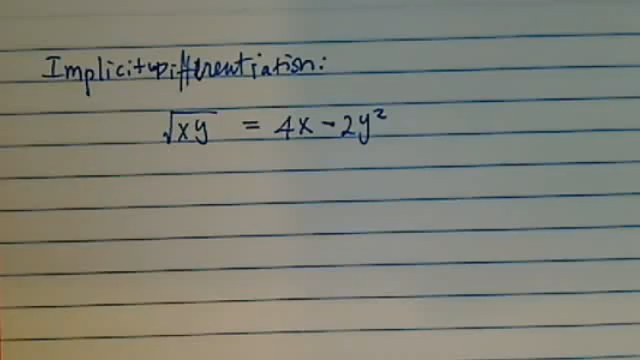 Implicit Differentiation:
√xy = 4x - 2y²